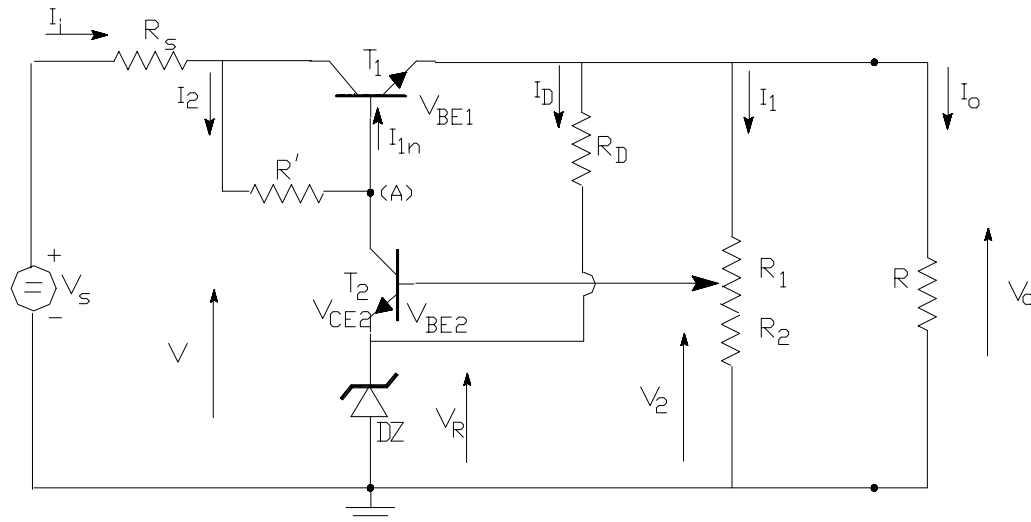 I_i
R_s
T_1
I_2
V_BE1
I_D
I_1
I_o
I_1n
R_D
R'
(A)
+
V_s
−
T_2
V_CE2
V_BE2
R_1
R_2
R
V_o
V
V_R
V_2
DZ